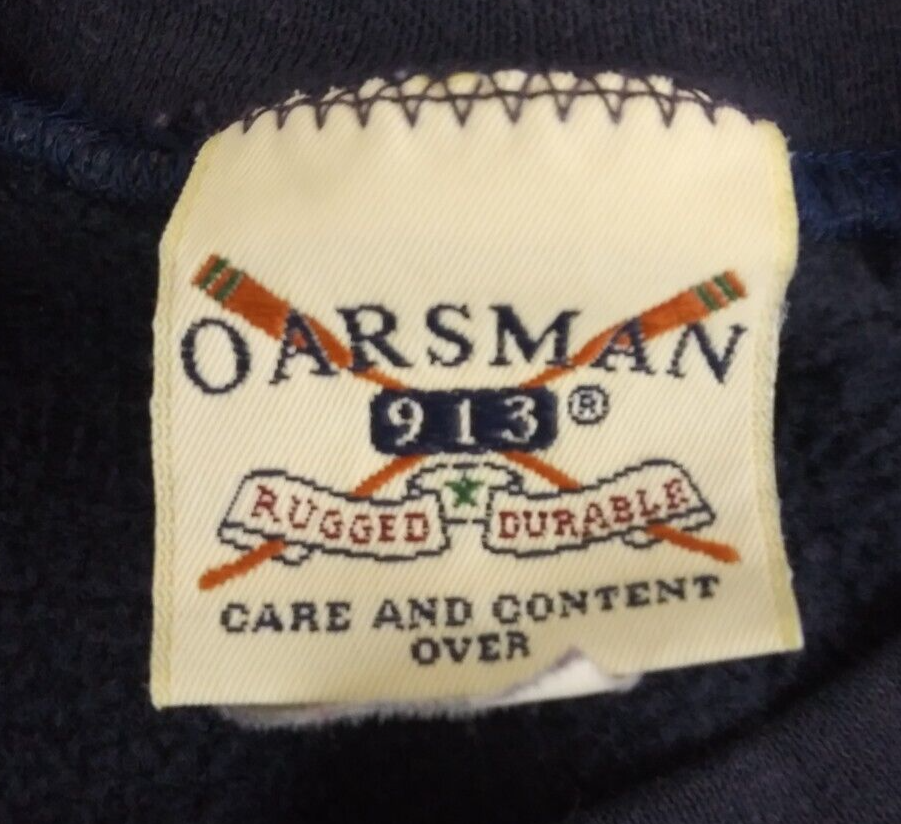 OARSMAN
913®
RUGGED DURABLE
CARE AND CONTENT
OVER